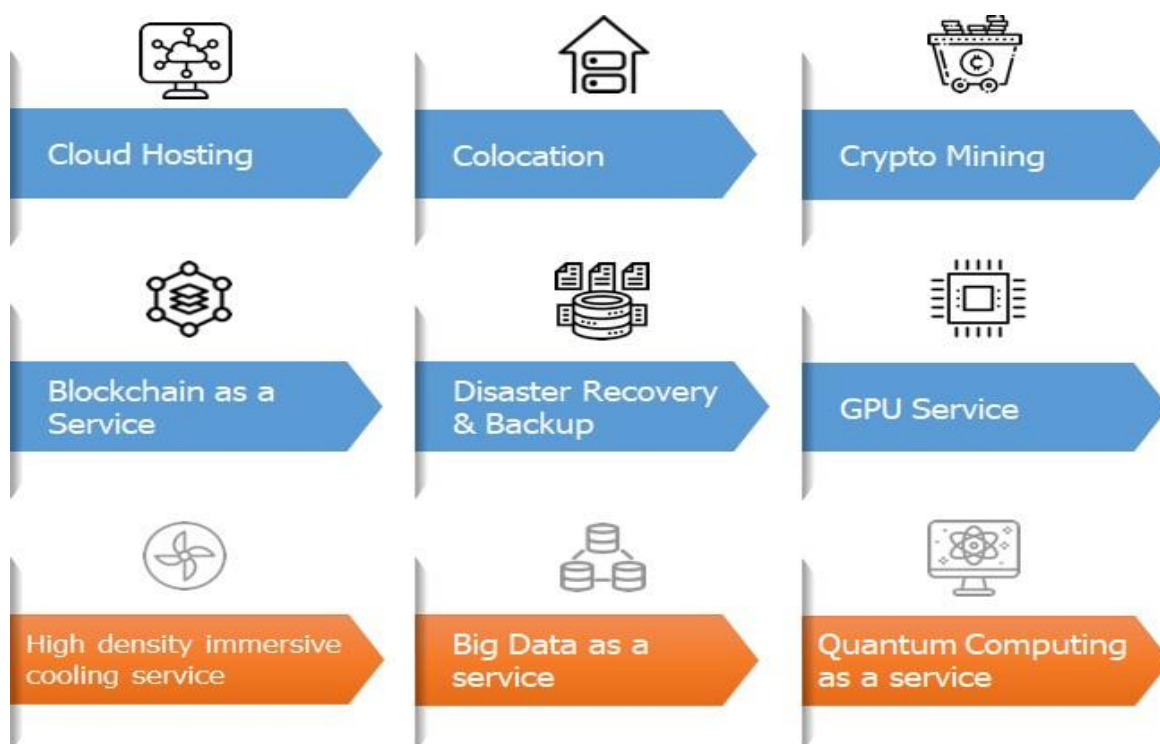 Cloud Hosting
Colocation
Crypto Mining
Blockchain as a
Service
Disaster Recovery
& Backup
GPU Service
High density immersive
cooling service
Big Data as a
service
Quantum Computing
as a service